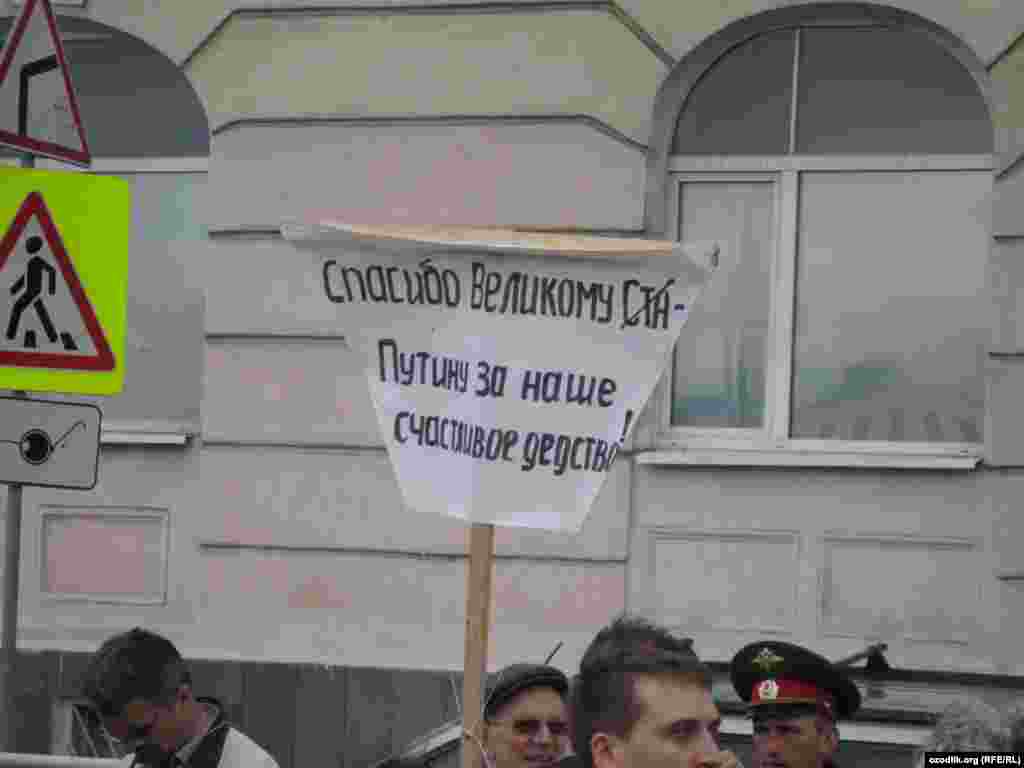 Спасибо Великому Ста-
Путину за наше
счастливое дедство!
ozodlik.org (RFE/RL)